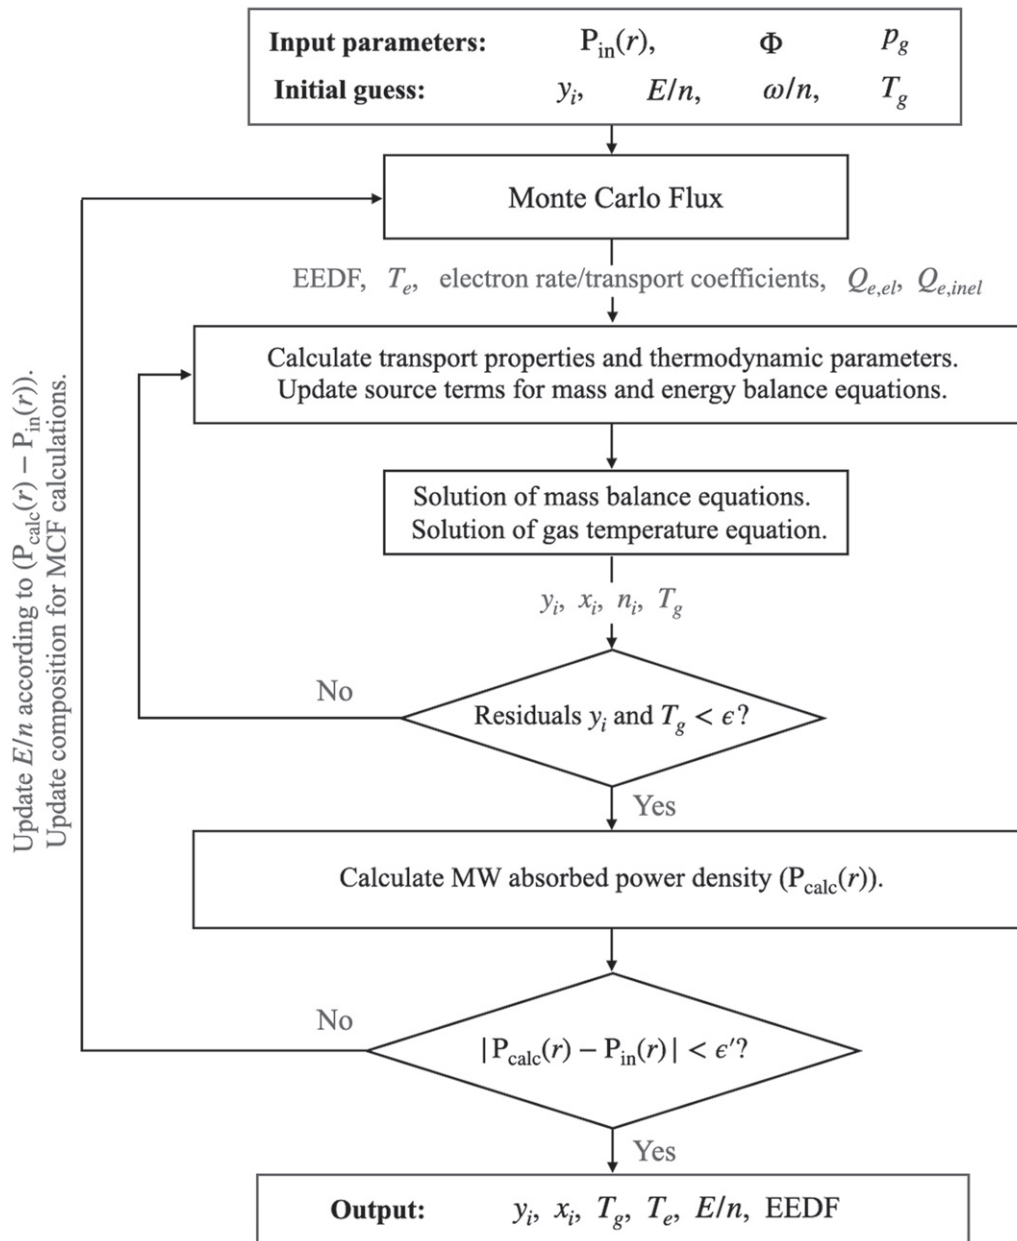 Input parameters: P_in(r), Φ p_g
Initial guess: y_i, E/n, ω/n, T_g
Monte Carlo Flux
EEDF, T_e, electron rate/transport coefficients, Q_e,el, Q_e,inel
Calculate transport properties and thermodynamic parameters.
Update source terms for mass and energy balance equations.
Solution of mass balance equations.
Solution of gas temperature equation.
y_i, x_i, n_i, T_g
Residuals y_i and T_g < ϵ?
No
Yes
Calculate MW absorbed power density (P_calc(r)).
|P_calc(r) − P_in(r)| < ϵ′?
No
Yes
Update E/n according to (P_calc(r) − P_in(r)).
Update composition for MCF calculations.
Output: y_i, x_i, T_g, T_e, E/n, EEDF